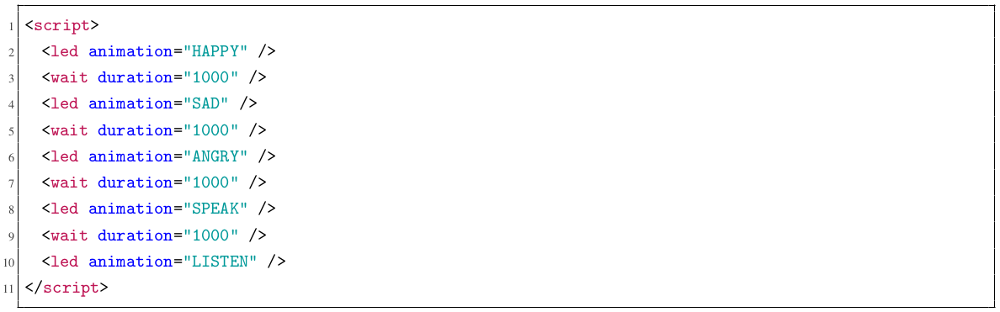 1 <script>
2 <led animation="HAPPY" />
3 <wait duration="1000" />
4 <led animation="SAD" />
5 <wait duration="1000" />
6 <led animation="ANGRY" />
7 <wait duration="1000" />
8 <led animation="SPEAK" />
9 <wait duration="1000" />
10 <led animation="LISTEN" />
11 </script>